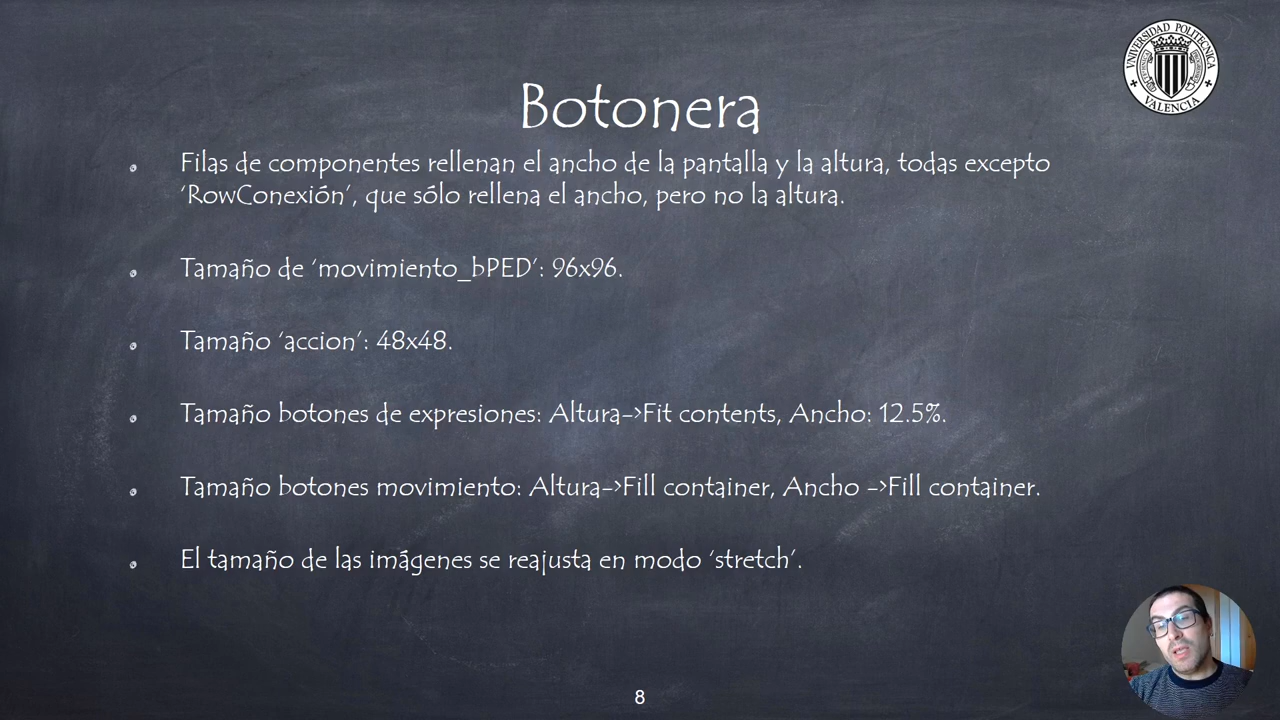 UNIVERSIDAD POLITECNICA
VALENCIA
Botonera
Filas de componentes rellenan el ancho de la pantalla y la altura, todas excepto
‘RowConexión’, que sólo rellena el ancho, pero no la altura.
Tamaño de ‘movimiento_bPED’: 96x96.
Tamaño ‘accion’: 48x48.
Tamaño botones de expresiones: Altura->Fit contents, Ancho: 12.5%.
Tamaño botones movimiento: Altura->Fill container, Ancho ->Fill container.
El tamaño de las imágenes se reajusta en modo ‘stretch’.
8